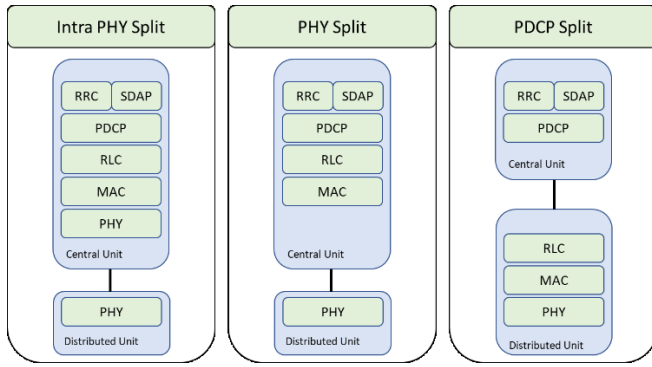 Intra PHY Split
RRC SDAP
PDCP
RLC
MAC
PHY
Central Unit
PHY
Distributed Unit
PHY Split
RRC SDAP
PDCP
RLC
MAC
Central Unit
PHY
Distributed Unit
PDCP Split
RRC SDAP
PDCP
Central Unit
RLC
MAC
PHY
Distributed Unit